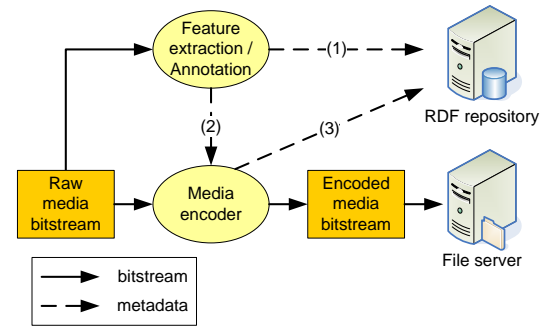 Feature
extraction /
Annotation
(1)
RDF repository
(2)
(3)
Raw
media
bitstream
Media
encoder
Encoded
media
bitstream
File server
bitstream
metadata